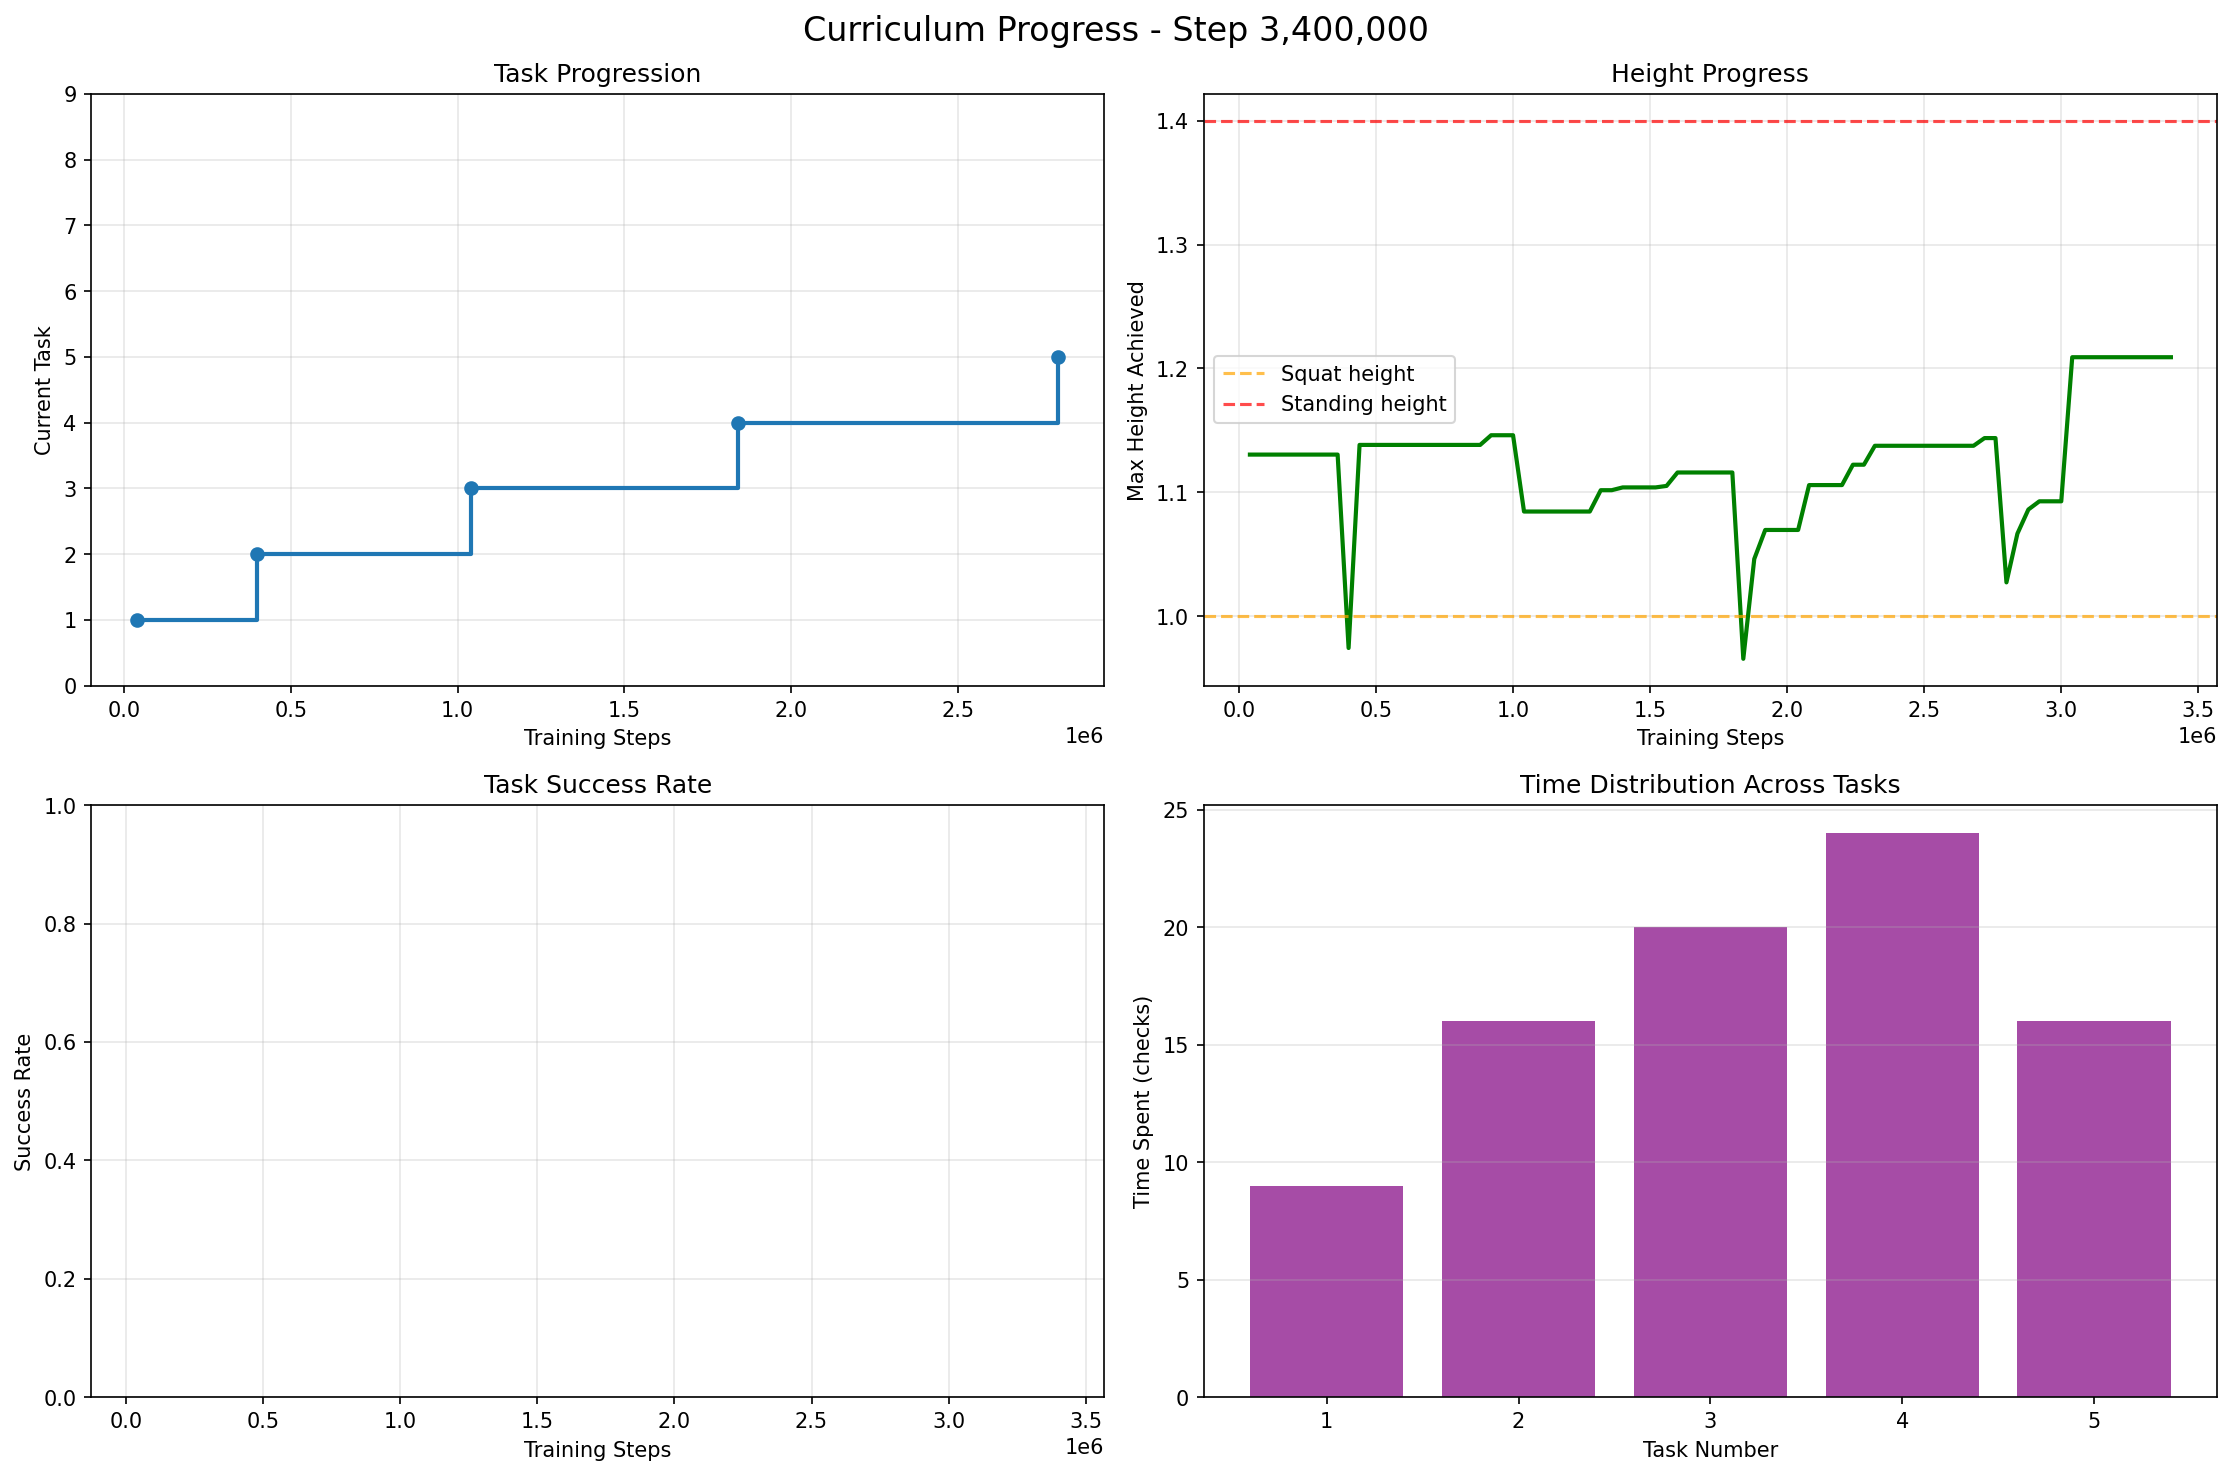 Curriculum Progress - Step 3,400,000
Task Progression
9
8
7
6
5
4
3
2
1
0
Current Task
0.0 0.5 1.0 1.5 2.0 2.5
1e6
Training Steps
Height Progress
1.4
1.3
1.2
1.1
1.0
Max Height Achieved
Squat height
Standing height
0.0 0.5 1.0 1.5 2.0 2.5 3.0 3.5
1e6
Training Steps
Task Success Rate
1.0
0.8
0.6
0.4
0.2
0.0
Success Rate
0.0 0.5 1.0 1.5 2.0 2.5 3.0 3.5
1e6
Training Steps
Time Distribution Across Tasks
25
20
15
10
5
0
Time Spent (checks)
1 2 3 4 5
Task Number